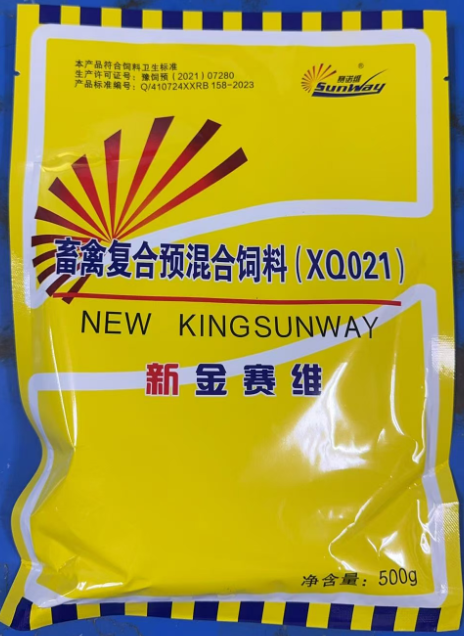 本产品符合饲料卫生标准
生产许可证号：豫饲预（2021）07280
产品标准编号：Q/410724XXRB 158-2023
赛诺维®
SunWay
畜禽复合预混合饲料（XQ021）
NEW KINGSUNWAY
新金赛维
净含量：500g